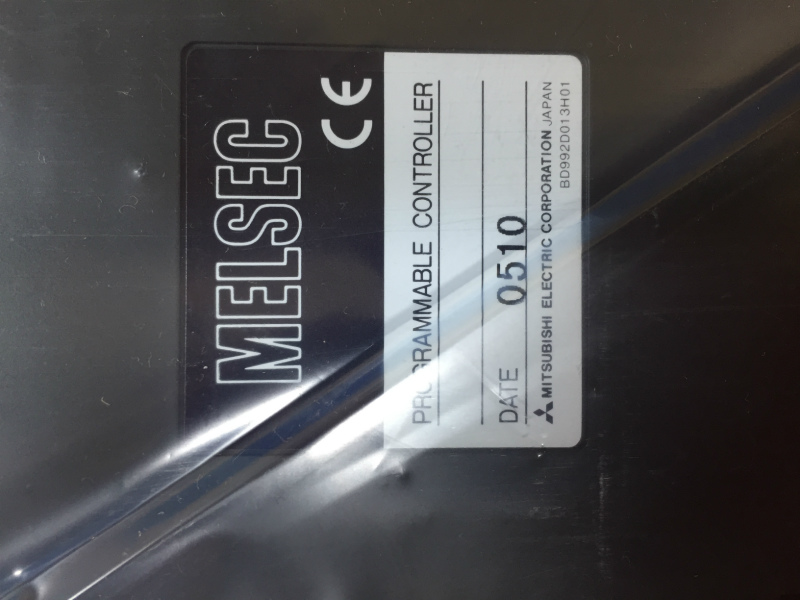 MELSEC
CE
PROGRAMMABLE CONTROLLER
DATE 0510
MITSUBISHI ELECTRIC CORPORATION JAPAN
BD992D013H01